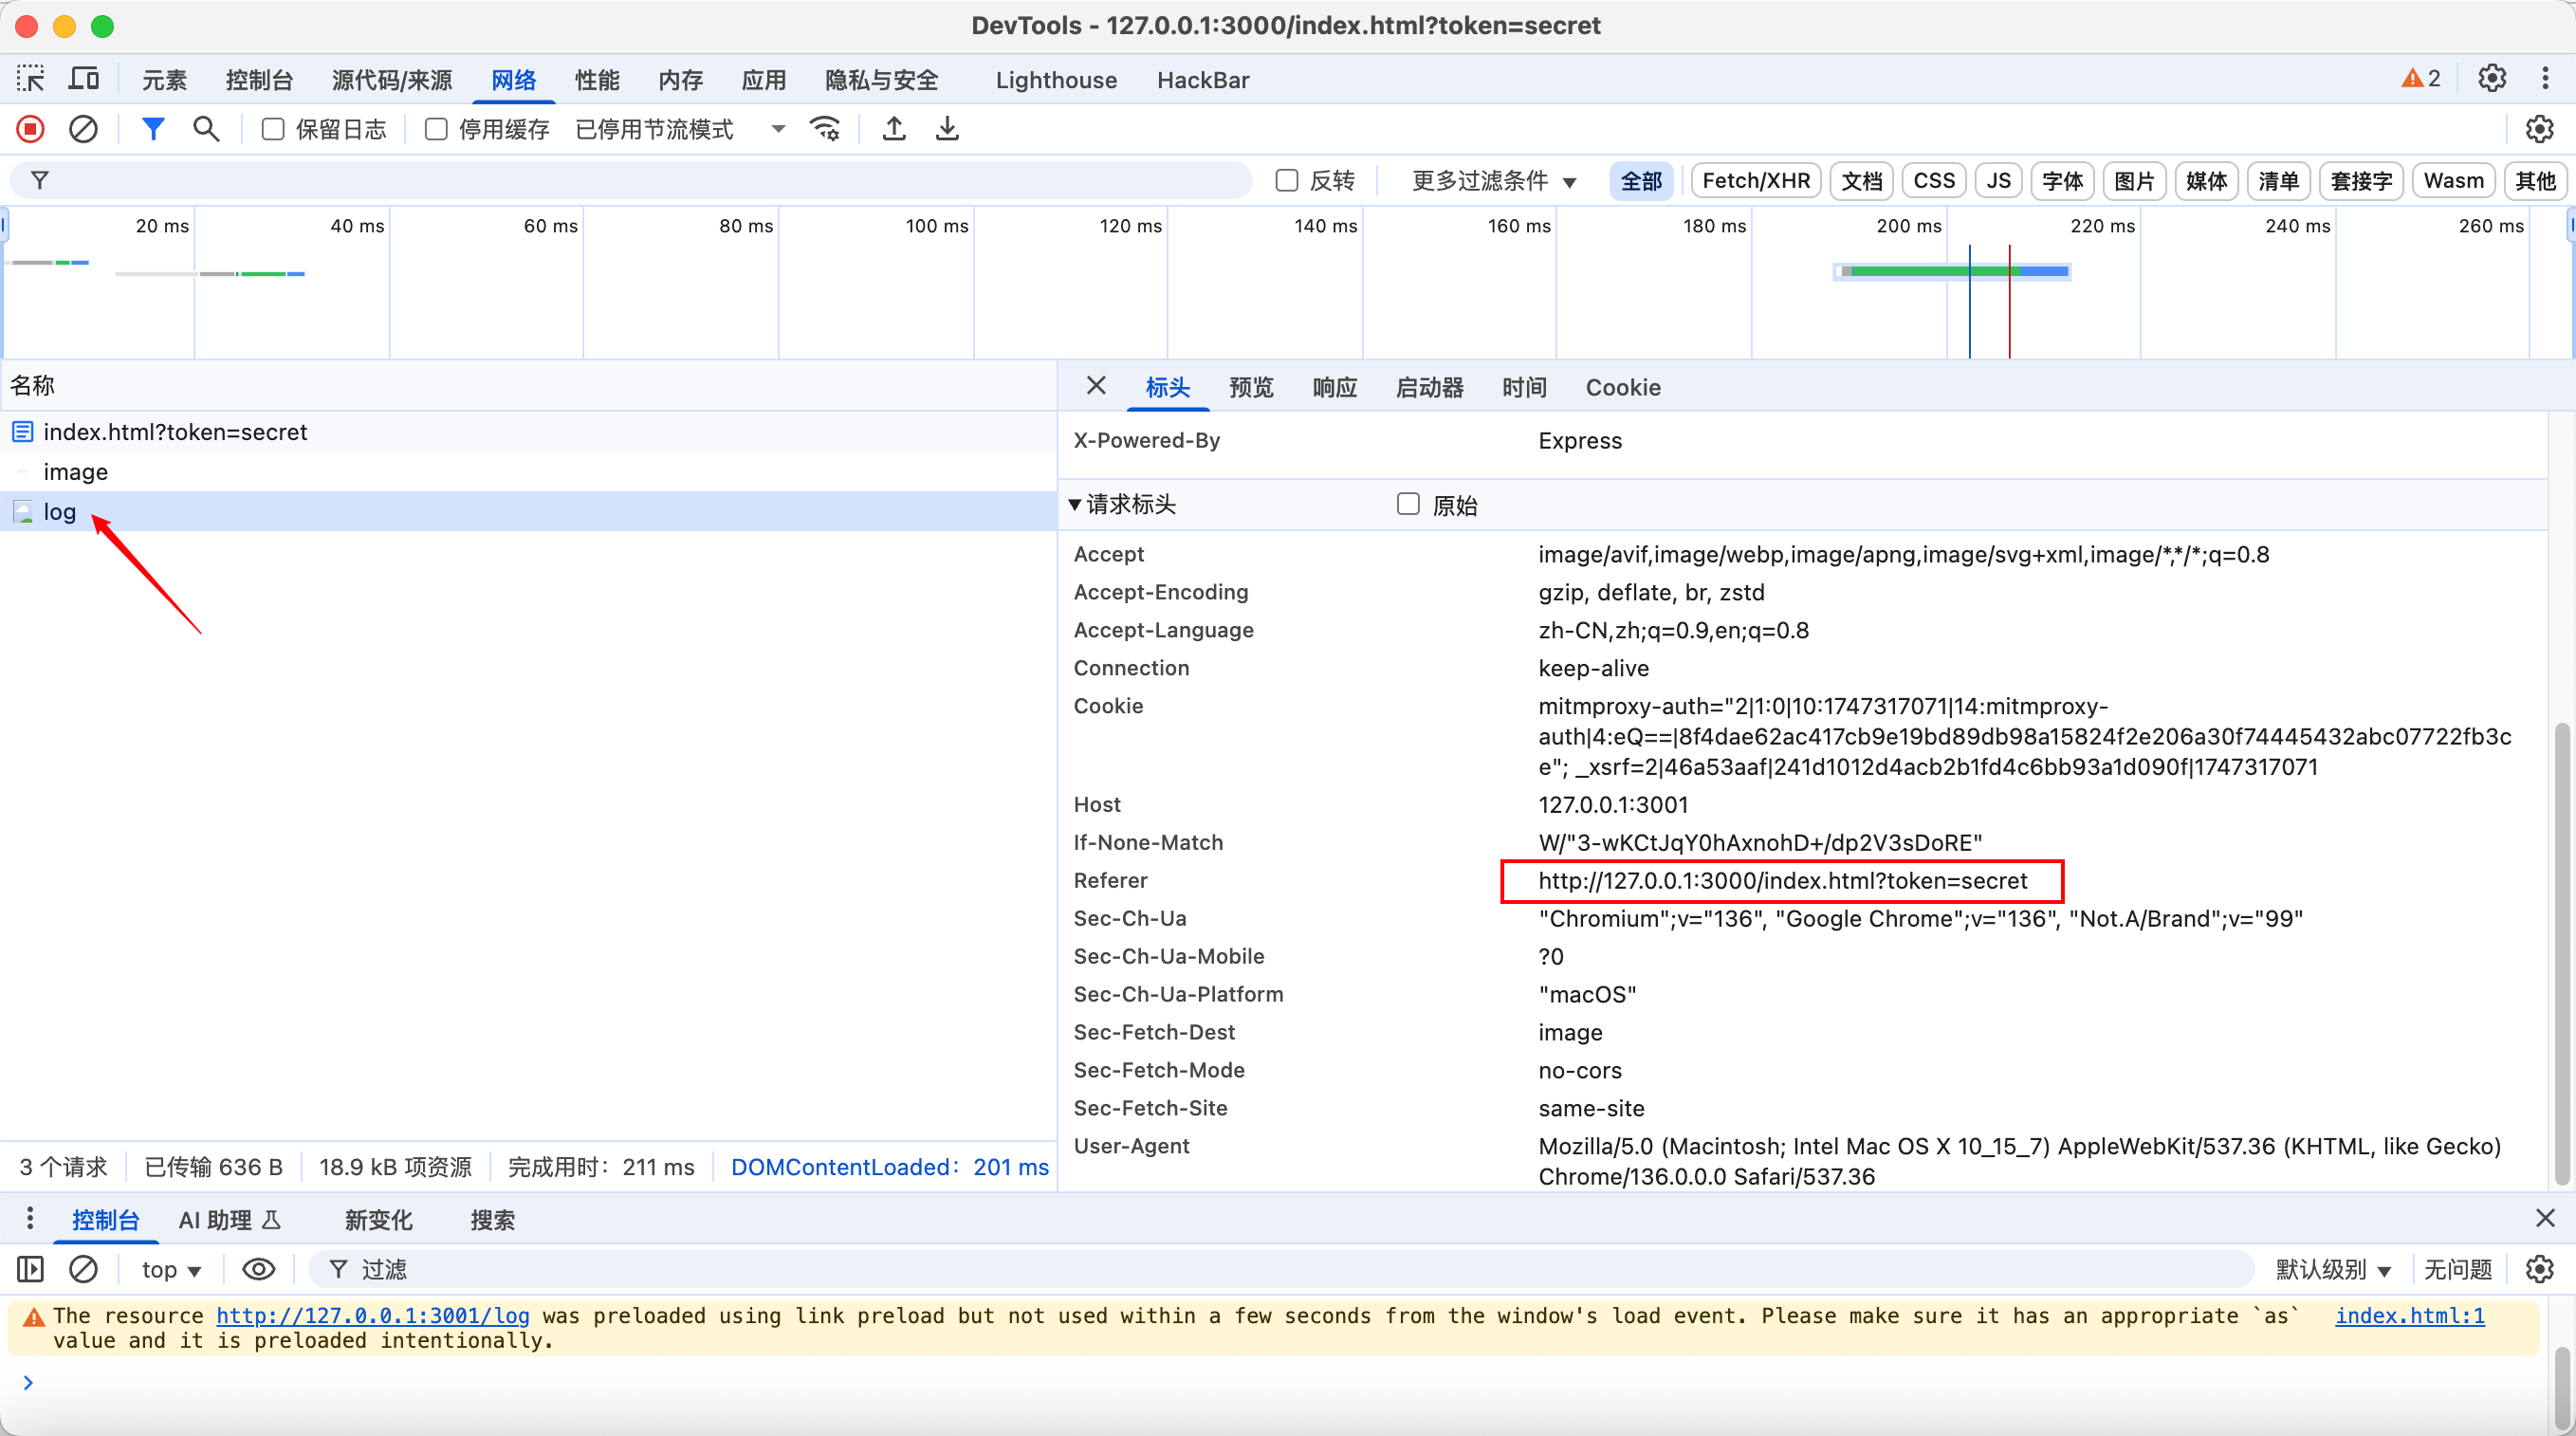 DevTools - 127.0.0.1:3000/index.html?token=secret
元素 控制台 源代码/来源 网络 性能 内存 应用 隐私与安全 Lighthouse HackBar 2
保留日志 停用缓存 已停用节流模式
反转 更多过滤条件 全部 Fetch/XHR 文档 CSS JS 字体 图片 媒体 清单 套接字 Wasm 其他
20 ms 40 ms 60 ms 80 ms 100 ms 120 ms 140 ms 160 ms 180 ms 200 ms 220 ms 240 ms 260 ms
名称
index.html?token=secret
image
log
标头 预览 响应 启动器 时间 Cookie
X-Powered-By Express
请求标头 原始
Accept image/avif,image/webp,image/apng,image/svg+xml,image/*,*/*;q=0.8
Accept-Encoding gzip, deflate, br, zstd
Accept-Language zh-CN,zh;q=0.9,en;q=0.8
Connection keep-alive
Cookie mitmproxy-auth="2|1:0|10:1747317071|14:mitmproxy-
auth|4:eQ==|8f4dae62ac417cb9e19bd89db98a15824f2e206a30f74445432abc07722fb3c
e"; _xsrf=2|46a53aaf|241d1012d4acb2b1fd4c6bb93a1d090f|1747317071
Host 127.0.0.1:3001
If-None-Match W/"3-wKCtJqY0hAxnohD+/dp2V3sDoRE"
Referer http://127.0.0.1:3000/index.html?token=secret
Sec-Ch-Ua "Chromium";v="136", "Google Chrome";v="136", "Not.A/Brand";v="99"
Sec-Ch-Ua-Mobile ?0
Sec-Ch-Ua-Platform "macOS"
Sec-Fetch-Dest image
Sec-Fetch-Mode no-cors
Sec-Fetch-Site same-site
User-Agent Mozilla/5.0 (Macintosh; Intel Mac OS X 10_15_7) AppleWebKit/537.36 (KHTML, like Gecko)
Chrome/136.0.0.0 Safari/537.36
3 个请求 已传输 636 B 18.9 kB 项资源 完成用时：211 ms DOMContentLoaded：201 ms
控制台 AI 助理 新变化 搜索
top 过滤 默认级别 无问题
The resource http://127.0.0.1:3001/log was preloaded using link preload but not used within a few seconds from the window's load event. Please make sure it has an appropriate `as` index.html:1
value and it is preloaded intentionally.